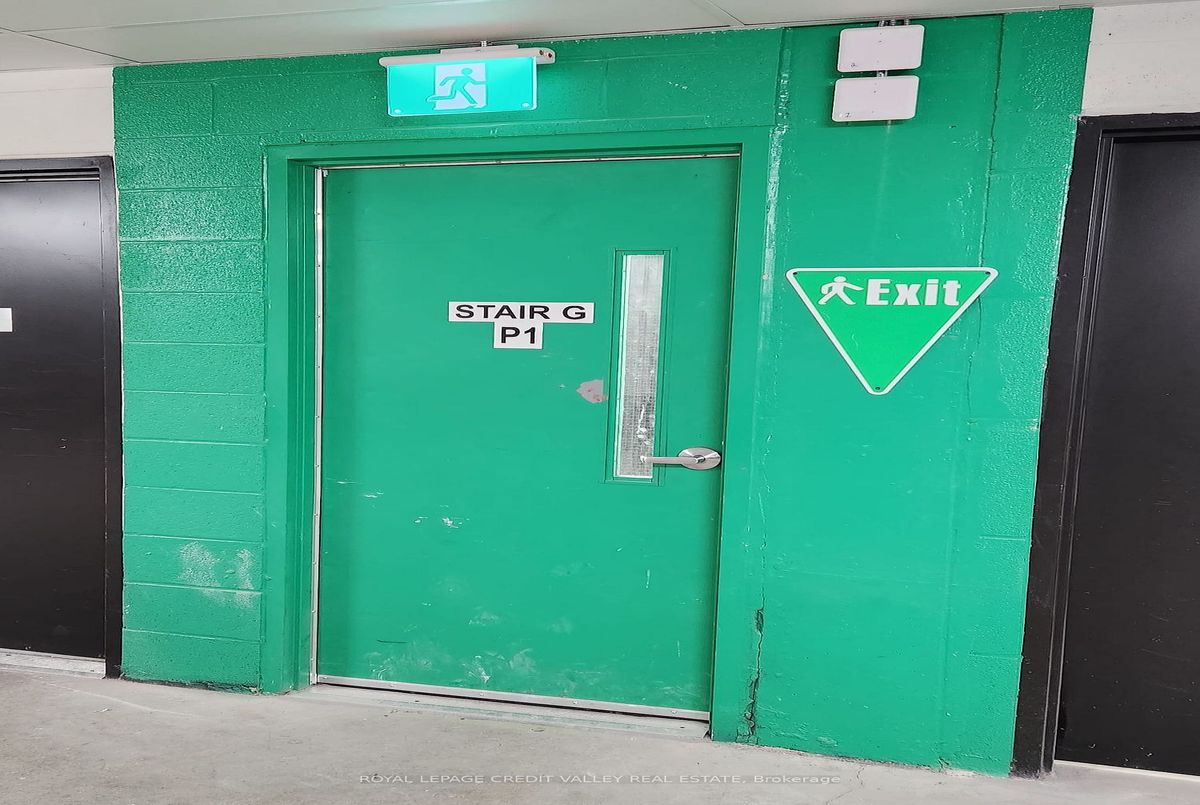 Exit
STAIR G
P1
ROYAL LEPAGE CREDIT VALLEY REAL ESTATE, Brokerage